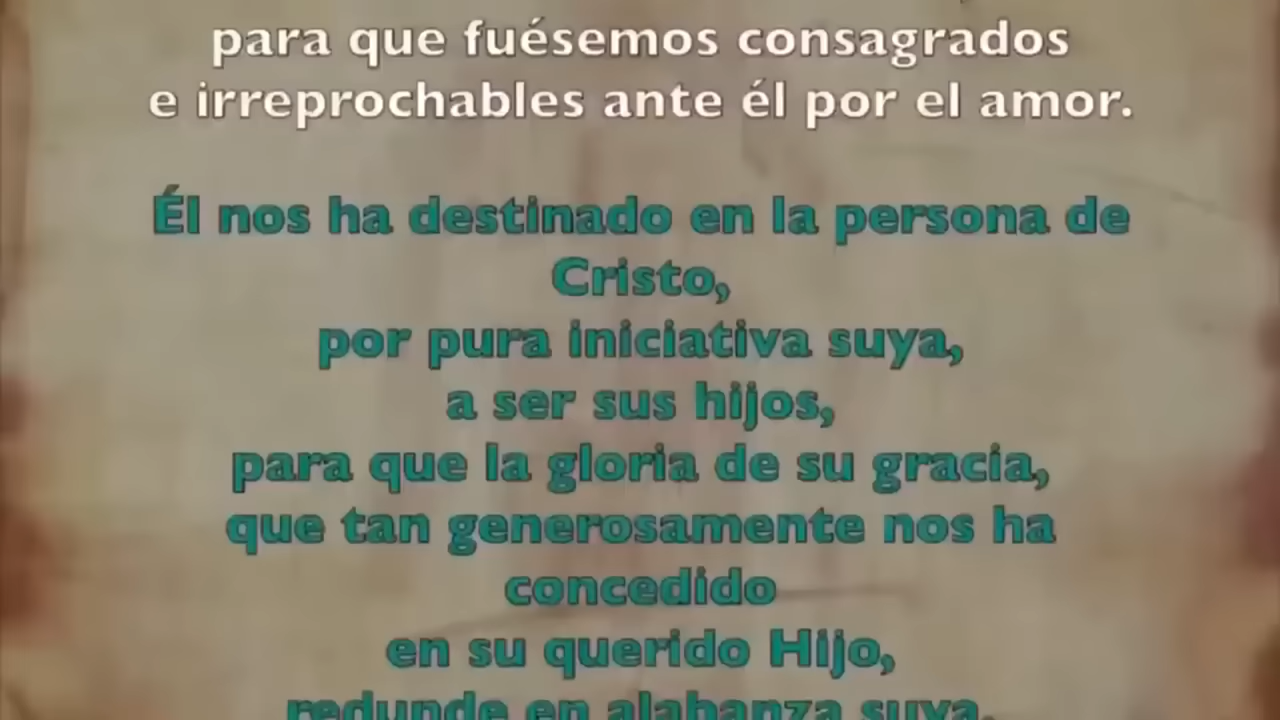 para que fuésemos consagrados
e irreprochables ante él por el amor.
Él nos ha destinado en la persona de
Cristo,
por pura iniciativa suya,
a ser sus hijos,
para que la gloria de su gracia,
que tan generosamente nos ha
concedido
en su querido Hijo,
redunde en alabanza suya.